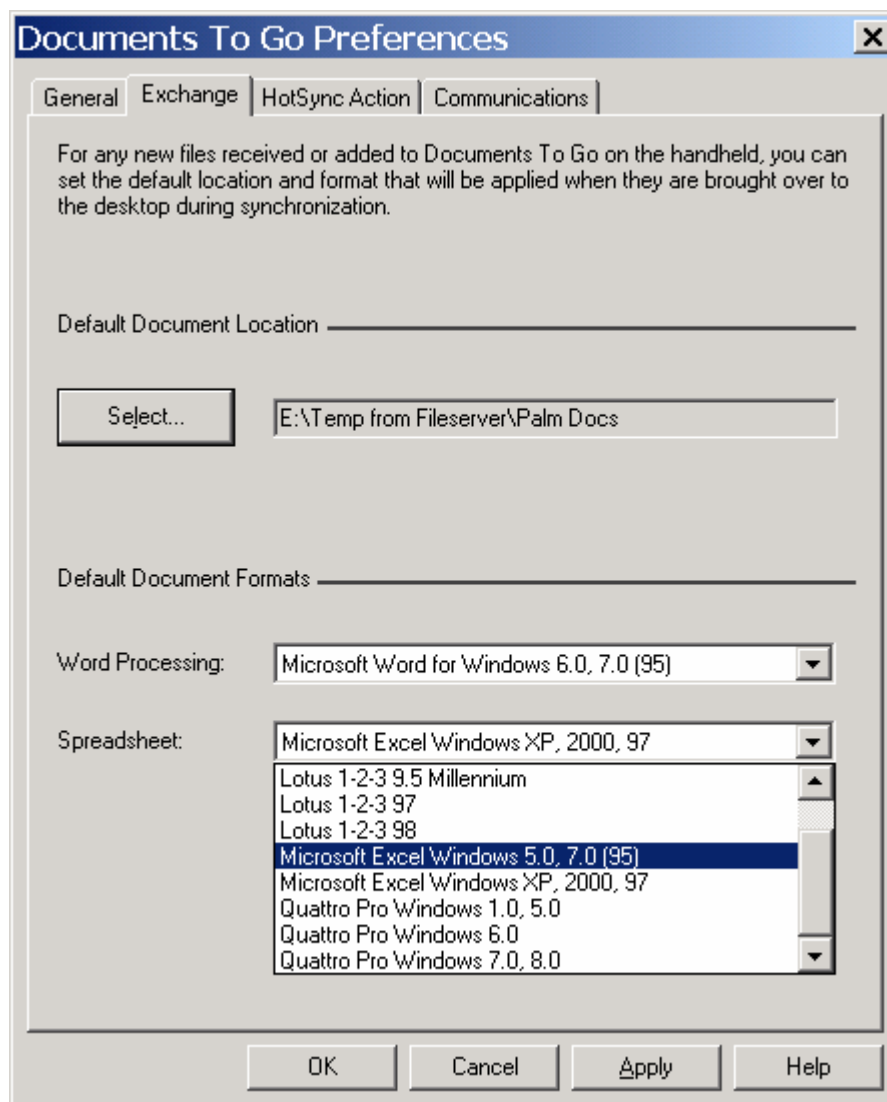 Documents To Go Preferences
General Exchange HotSync Action Communications
For any new files received or added to Documents To Go on the handheld, you can
set the default location and format that will be applied when they are brought over to
the desktop during synchronization.
Default Document Location
Select... E:\Temp from Fileserver\Palm Docs
Default Document Formats
Word Processing: Microsoft Word for Windows 6.0, 7.0 (95)
Spreadsheet: Microsoft Excel Windows XP, 2000, 97
Lotus 1-2-3 9.5 Millennium
Lotus 1-2-3 97
Lotus 1-2-3 98
Microsoft Excel Windows 5.0, 7.0 (95)
Microsoft Excel Windows XP, 2000, 97
Quattro Pro Windows 1.0, 5.0
Quattro Pro Windows 6.0
Quattro Pro Windows 7.0, 8.0
OK Cancel Apply Help